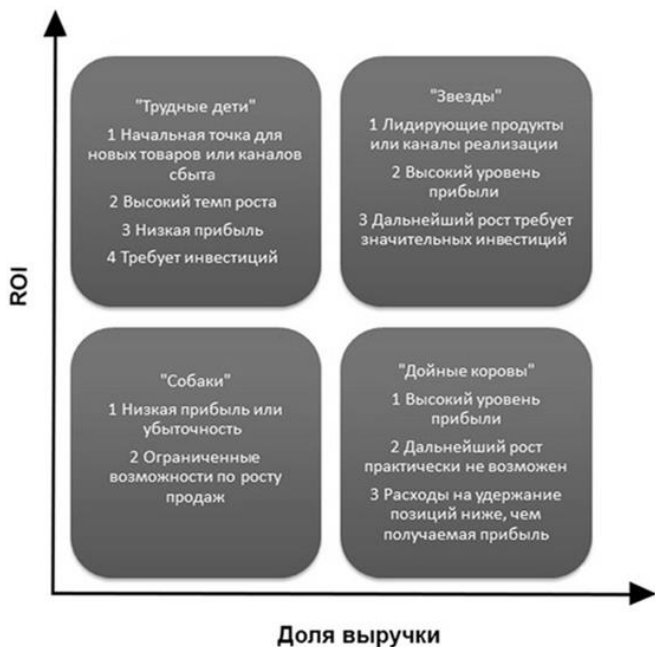 ROI
"Трудные дети"
1 Начальная точка для
новых товаров или каналов
сбыта
2 Высокий темп роста
3 Низкая прибыль
4 Требует инвестиций
"Звезды"
1 Лидирующие продукты
или каналы реализации
2 Высокий уровень
прибыли
3 Дальнейший рост требует
значительных инвестиций
"Собаки"
1 Низкая прибыль или
убыточность
2 Ограниченные
возможности по росту
продаж
"Дойные коровы"
1 Высокий уровень
прибыли
2 Дальнейший рост
практически не возможен
3 Расходы на удержание
позиций ниже, чем
получаемая прибыль
Доля выручки